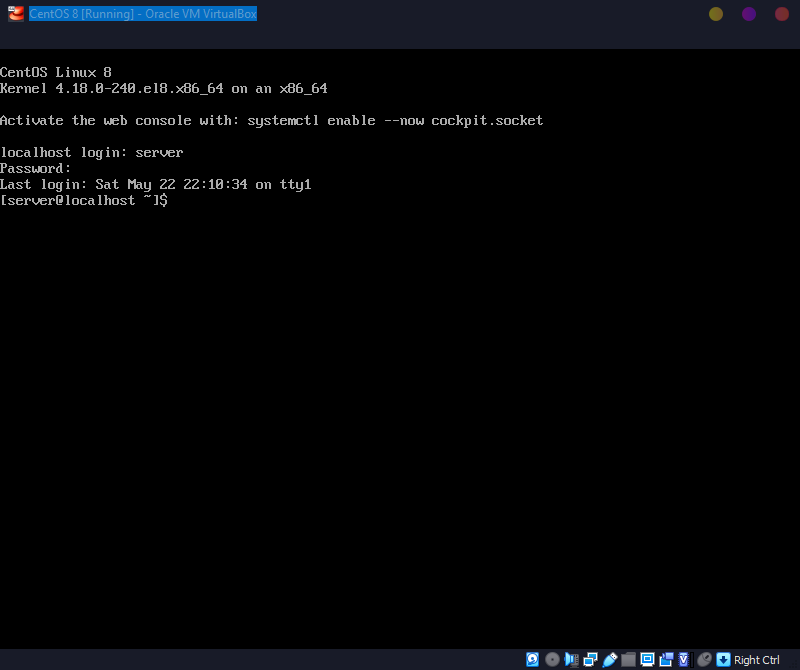 CentOS 8 [Running] - Oracle VM VirtualBox
CentOS Linux 8
Kernel 4.18.0-240.el8.x86_64 on an x86_64
Activate the web console with: systemctl enable --now cockpit.socket
localhost login: server
Password:
Last login: Sat May 22 22:10:34 on tty1
[server@localhost ~]$
Right Ctrl